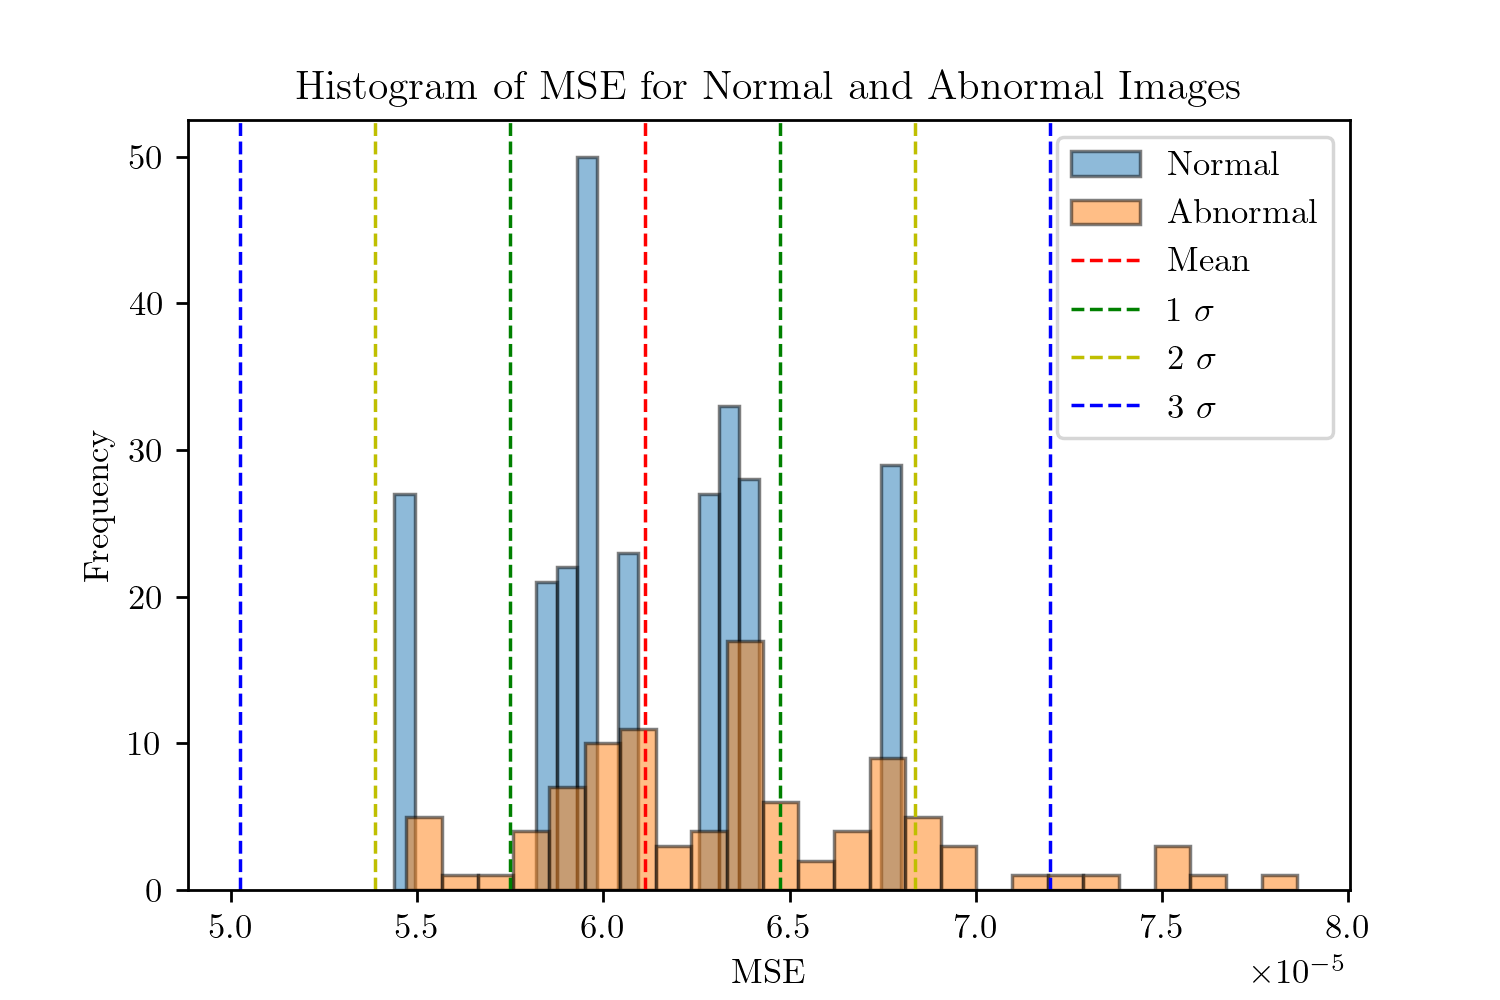 Histogram of MSE for Normal and Abnormal Images
50
40
30
20
10
0
Frequency
Normal
Abnormal
Mean
1 σ
2 σ
3 σ
5.0 5.5 6.0 6.5 7.0 7.5 8.0
MSE
×10⁻⁵